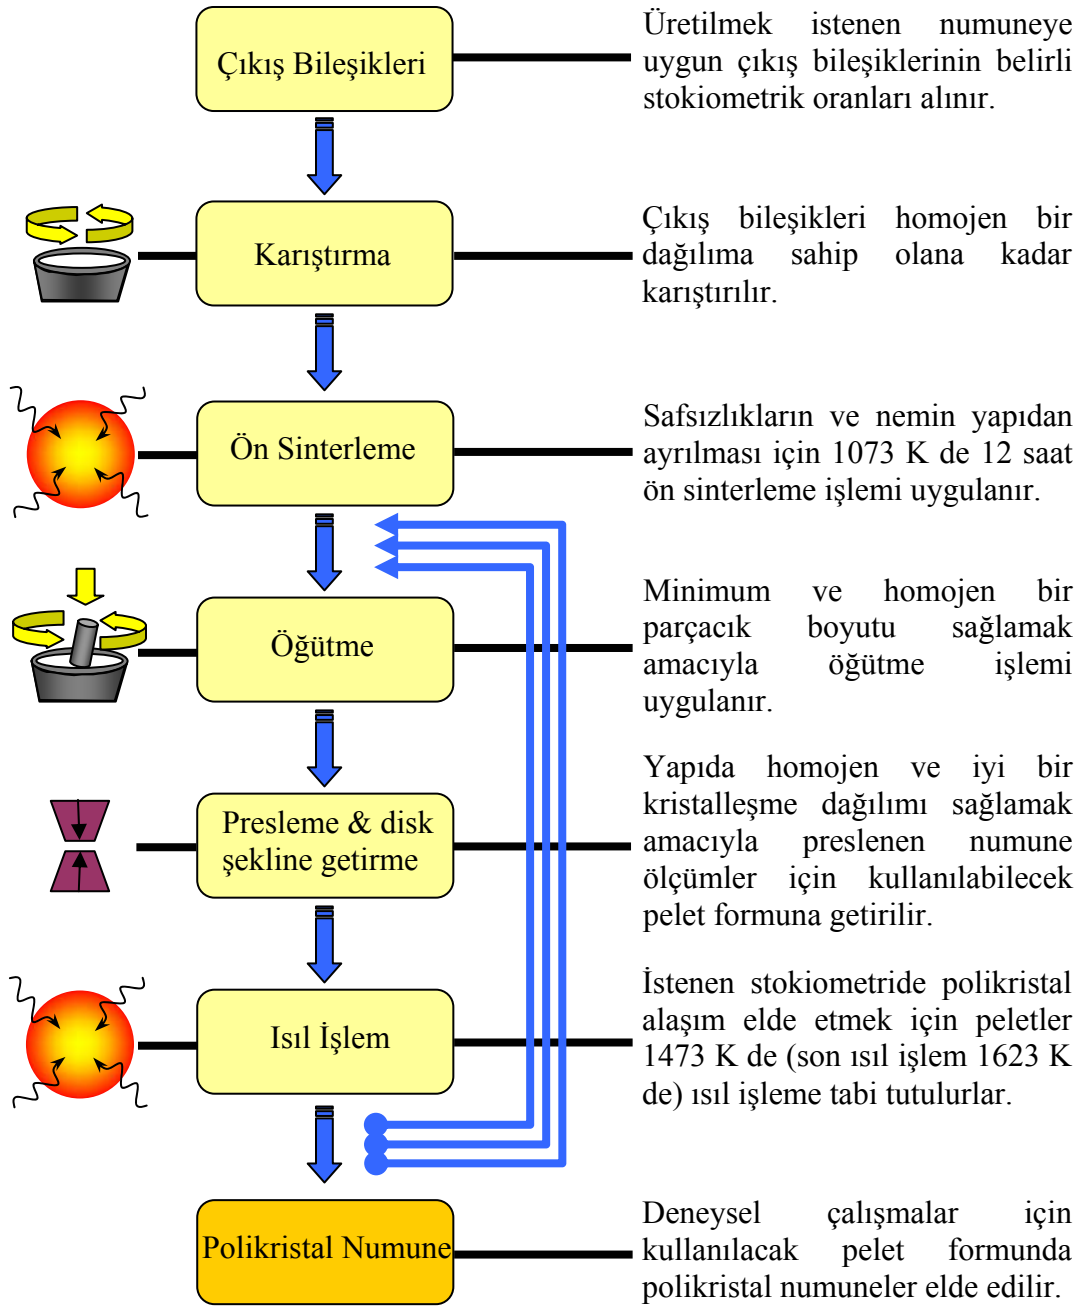 Çıkış Bileşikleri
Üretilmek istenen numuneye
uygun çıkış bileşiklerinin belirli
stokiometrik oranları alınır.
Karıştırma
Çıkış bileşikleri homojen bir
dağılıma sahip olana kadar
karıştırılır.
Ön Sinterleme
Safsızlıkların ve nemin yapıdan
ayrılması için 1073 K de 12 saat
ön sinterleme işlemi uygulanır.
Öğütme
Minimum ve homojen bir
parçacık boyutu sağlamak
amacıyla öğütme işlemi
uygulanır.
Presleme & disk
şekline getirme
Yapıda homojen ve iyi bir
kristalleşme dağılımı sağlamak
amacıyla preslenen numune
ölçümler için kullanılabilecek
pelet formuna getirilir.
Isıl İşlem
İstenen stokiometride polikristal
alaşım elde etmek için peletler
1473 K de (son ısıl işlem 1623 K
de) ısıl işleme tabi tutulurlar.
Polikristal Numune
Deneysel çalışmalar için
kullanılacak pelet formunda
polikristal numuneler elde edilir.